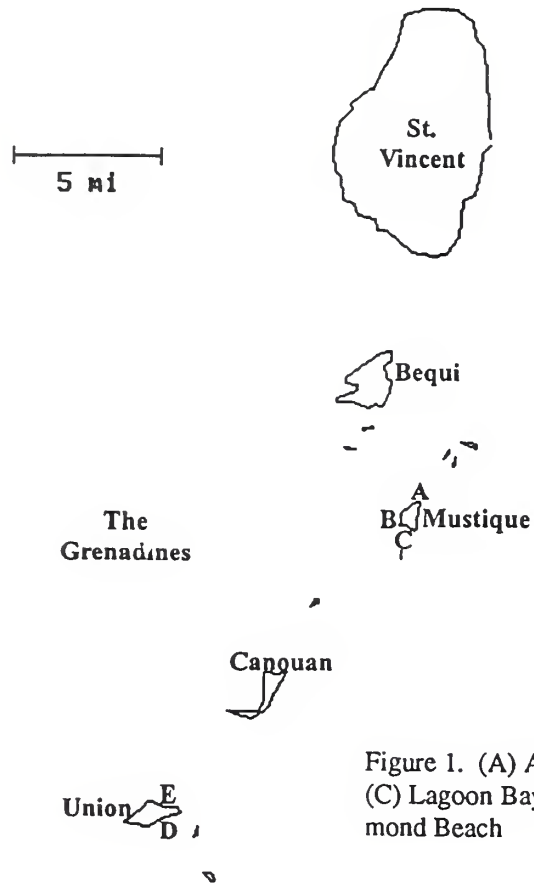 St.
Vincent
5 mi
Bequi
A
B Mustique
C
The
Grenadines
Canouan
Union E
D
Figure 1. (A) A
(C) Lagoon Bay
mond Beach